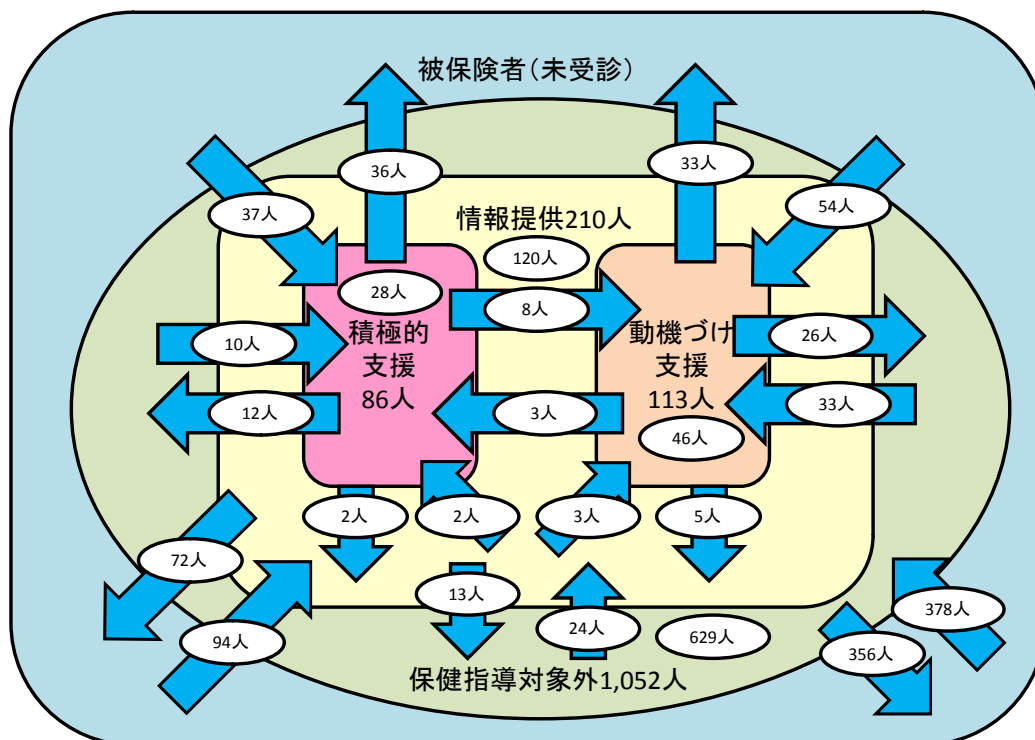 被保険者(未受診)
36人
33人
37人
54人
情報提供210人
120人
28人
8人
積極的
支援
86人
動機づけ
支援
113人
10人
26人
12人
3人
33人
46人
2人
2人
3人
5人
72人
13人
378人
94人
24人
629人
356人
保健指導対象外1,052人